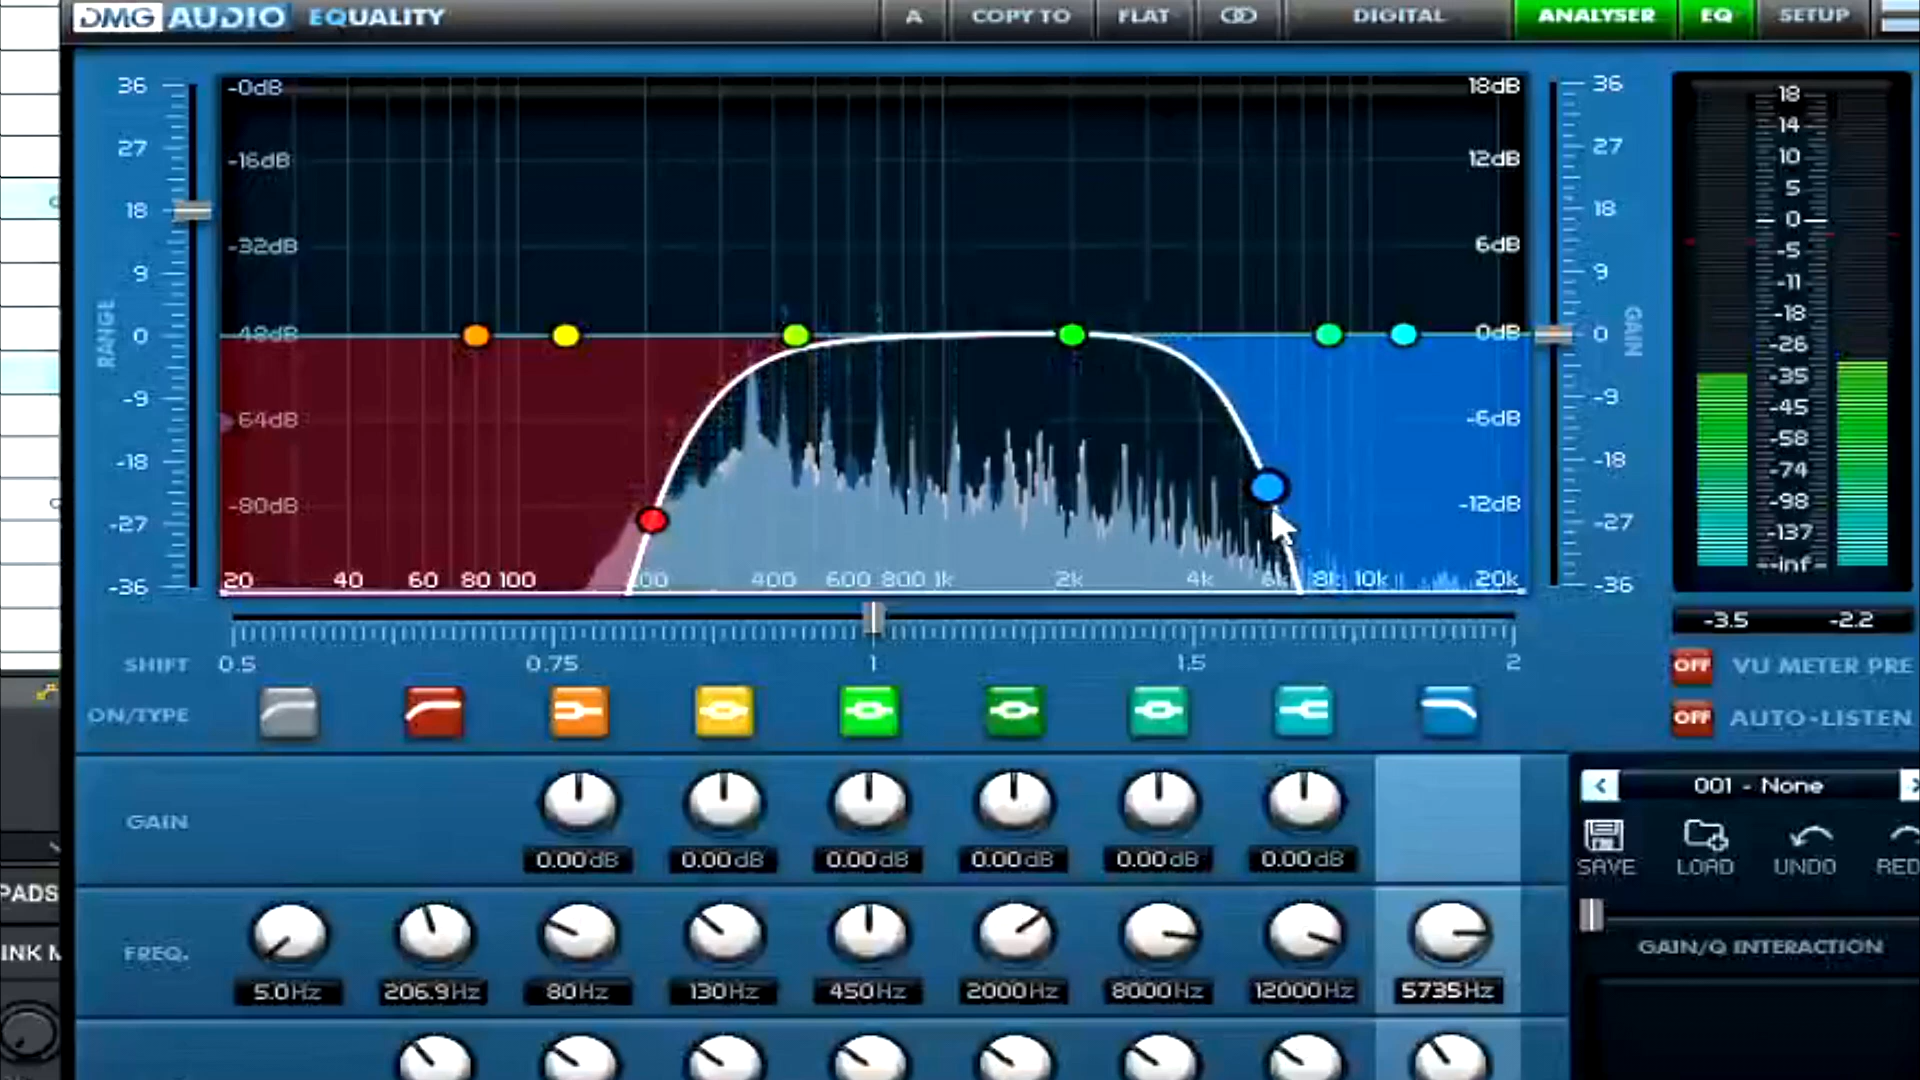 DMG AUDIO EQUALITY
A COPY TO FLAT DIGITAL ANALYSER EQ SETUP
36 -0dB 18dB 36 18
14
27 -16dB 12dB 27 10
5
18 18 0
-32dB 6dB -5
9 9 -11
-18
RANGE 0 -48dB 0dB 0 GAIN
-26
-35
-9 64dB -6dB -9 -45
-58
-18 -18 -74
-80dB -12dB -98
-27 -27 -137
-inf
-36 20 40 60 80 100 00 400 600 800 1k 2k 4k 6k 8k 10k 20k -36
-3.5 -2.2
SHIFT 0.5 0.75 1 1.5 2 OFF VU METER PRE
ON/TYPE OFF AUTO-LISTEN
< 001 - None >
GAIN SAVE LOAD UNDO RED
0.00dB 0.00dB 0.00dB 0.00dB 0.00dB 0.00dB
PADS
INK M FREQ. GAIN/Q INTERACTION
5.0Hz 206.9Hz 80Hz 130Hz 450Hz 2000Hz 8000Hz 12000Hz 5735Hz